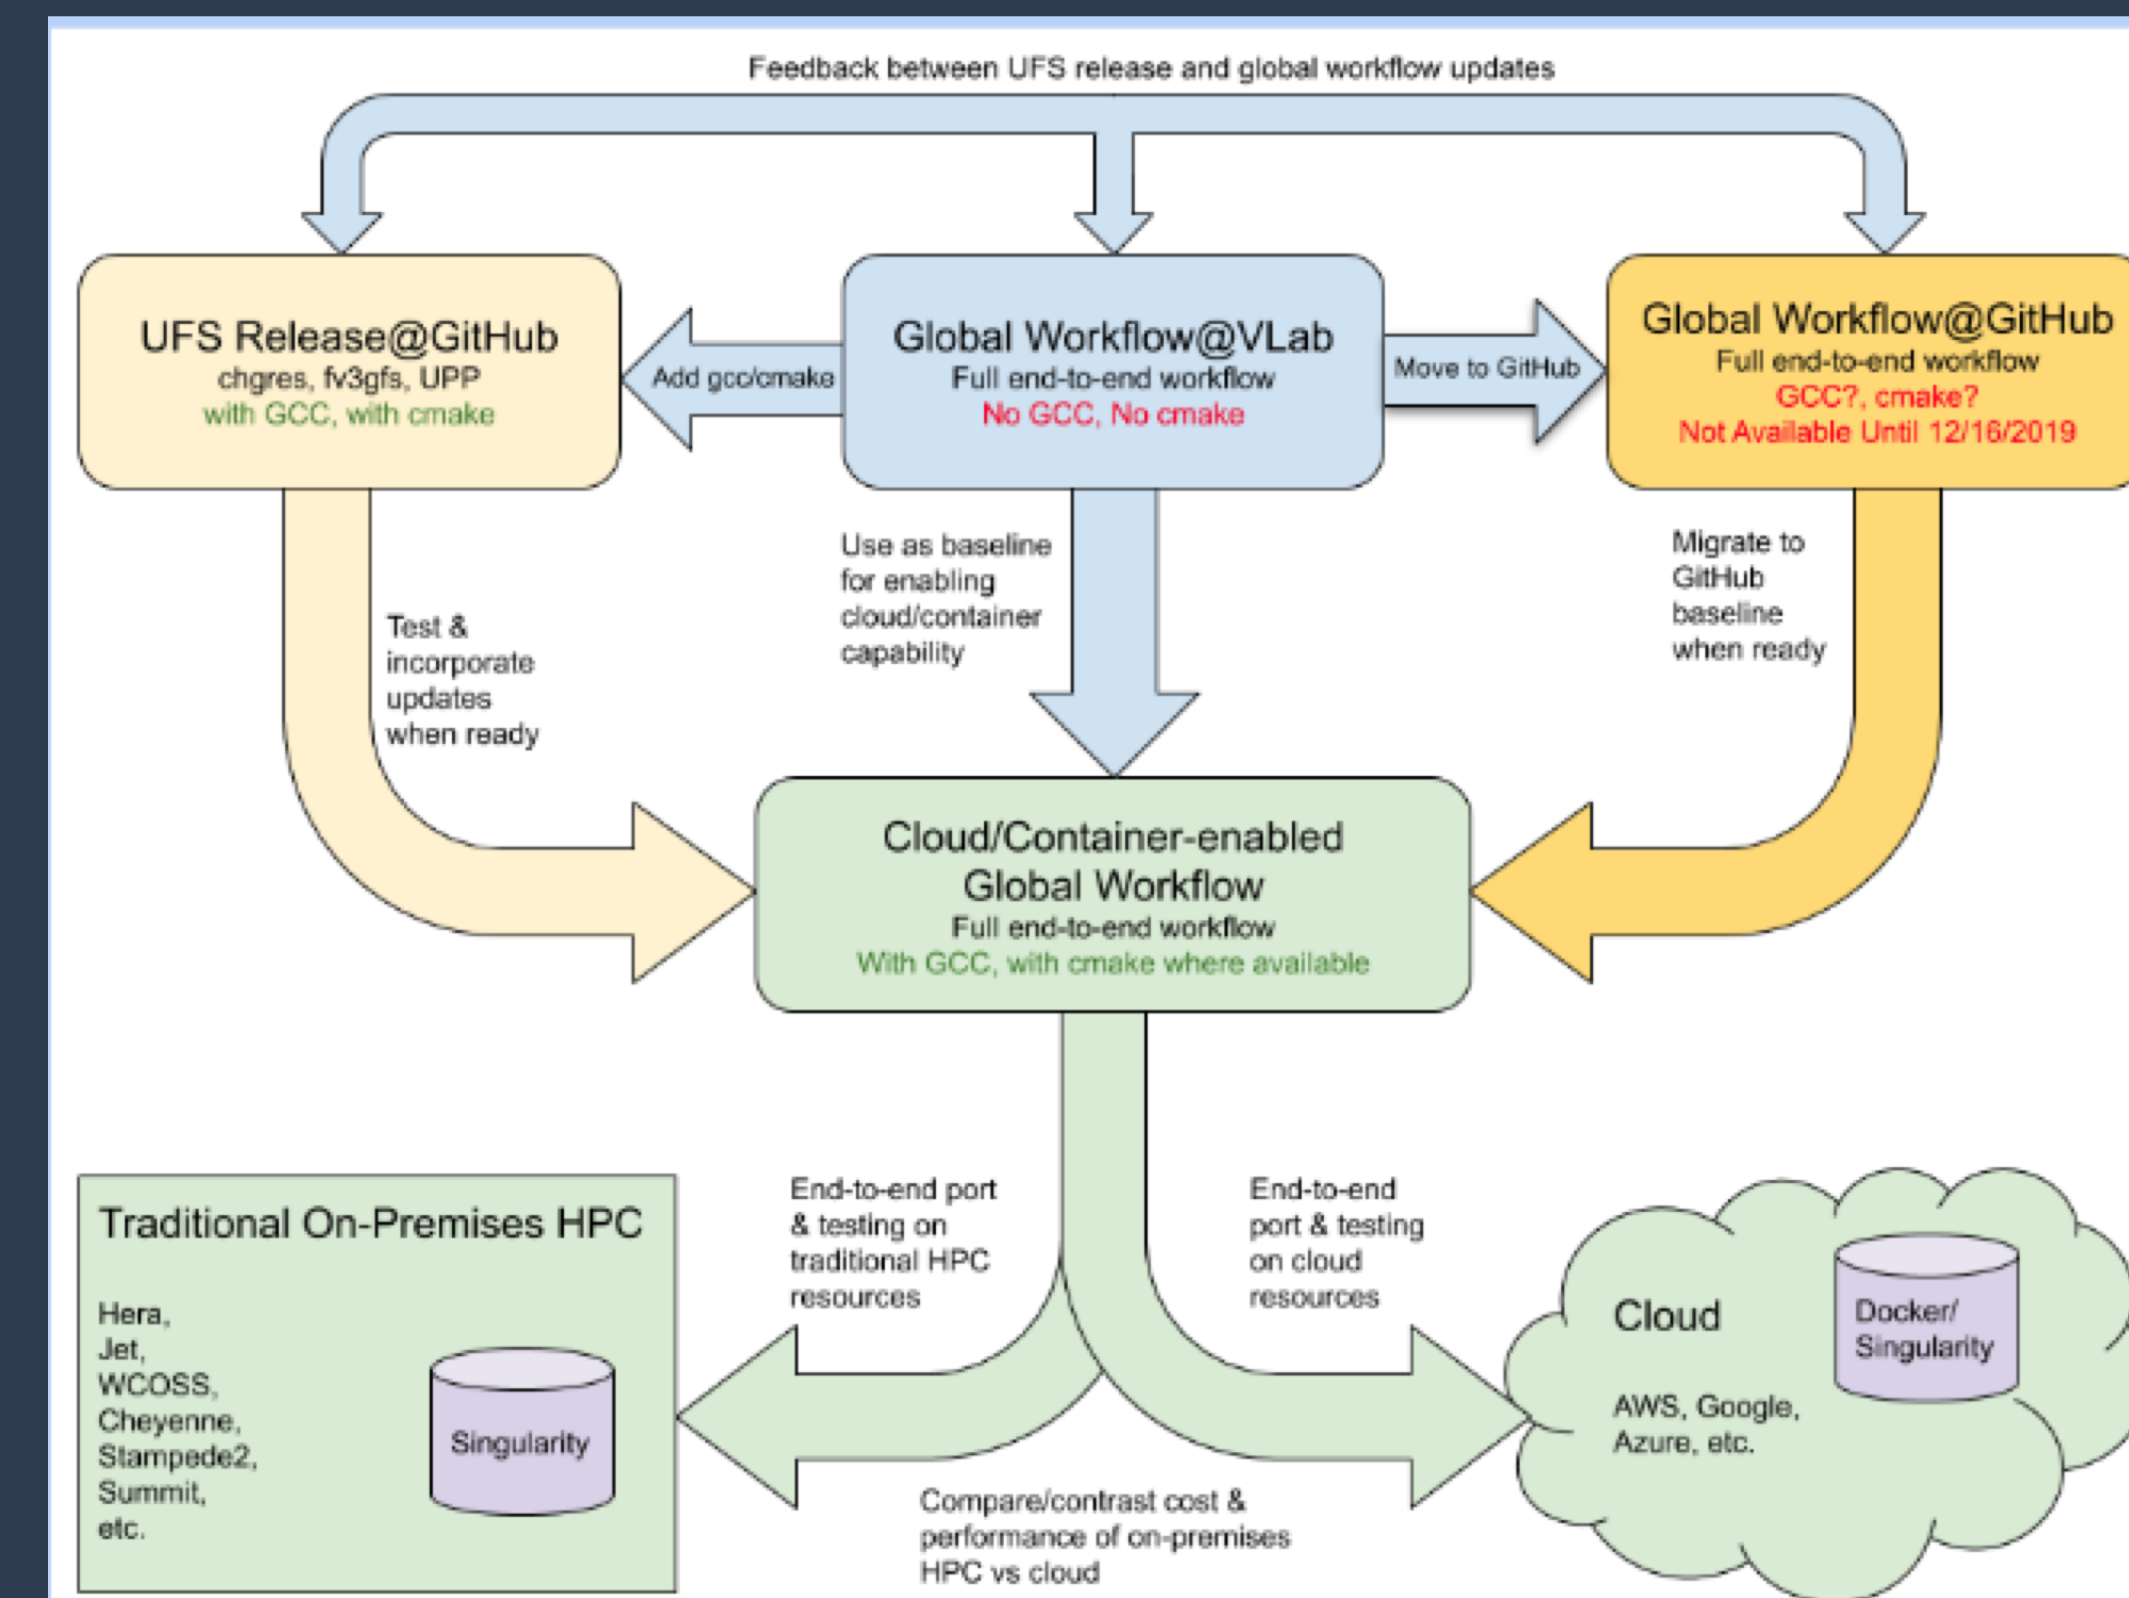 Feedback between UFS release and global workflow updates
UFS Release@GitHub
chgres, fv3gfs, UPP
with GCC, with cmake
Add gcc/cmake
Global Workflow@VLab
Full end-to-end workflow
No GCC, No cmake
Move to GitHub
Global Workflow@GitHub
Full end-to-end workflow
GCC?, cmake?
Not Available Until 12/16/2019
Test &
incorporate
updates
when ready
Use as baseline
for enabling
cloud/container
capability
Migrate to
GitHub
baseline
when ready
Cloud/Container-enabled
Global Workflow
Full end-to-end workflow
With GCC, with cmake where available
Traditional On-Premises HPC
Hera,
Jet,
WCOSS,
Cheyenne,
Stampede2,
Summit,
etc.
Singularity
End-to-end port
& testing on
traditional HPC
resources
End-to-end
port & testing
on cloud
resources
Compare/contrast cost &
performance of on-premises
HPC vs cloud
Cloud
AWS, Google,
Azure, etc.
Docker/
Singularity